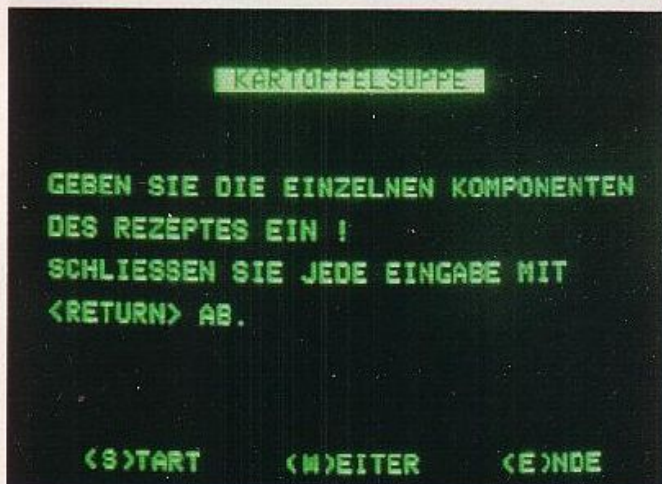 KARTOFFELSUPPE
GEBEN SIE DIE EINZELNEN KOMPONENTEN
DES REZEPTES EIN !
SCHLIESSEN SIE JEDE EINGABE MIT
<RETURN> AB.
(S)TART (W)EITER (E)NDE